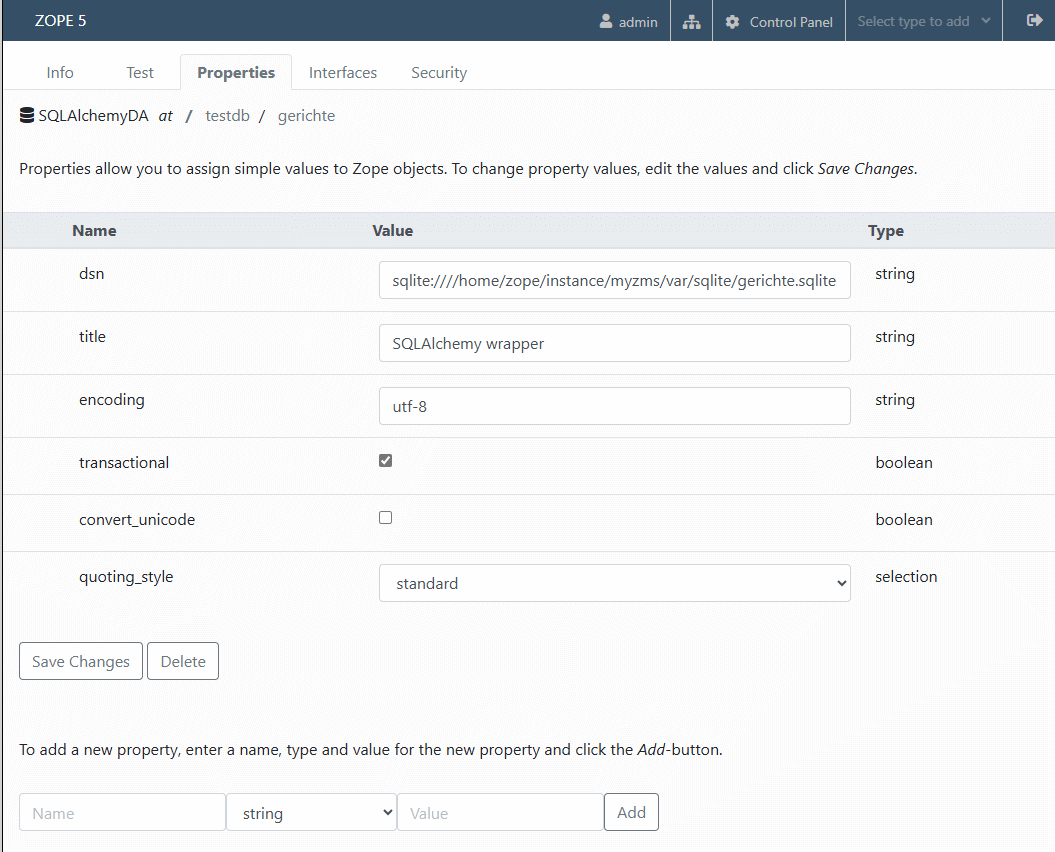 ZOPE 5 admin Control Panel Select type to add
Info Test Properties Interfaces Security
SQLAlchemyDA at / testdb / gerichte
Properties allow you to assign simple values to Zope objects. To change property values, edit the values and click Save Changes.
Name Value Type
dsn sqlite:////home/zope/instance/myzms/var/sqlite/gerichte.sqlite string
title SQLAlchemy wrapper string
encoding utf-8 string
transactional boolean
convert_unicode boolean
quoting_style standard selection
Save Changes Delete
To add a new property, enter a name, type and value for the new property and click the Add-button.
Name string Value Add